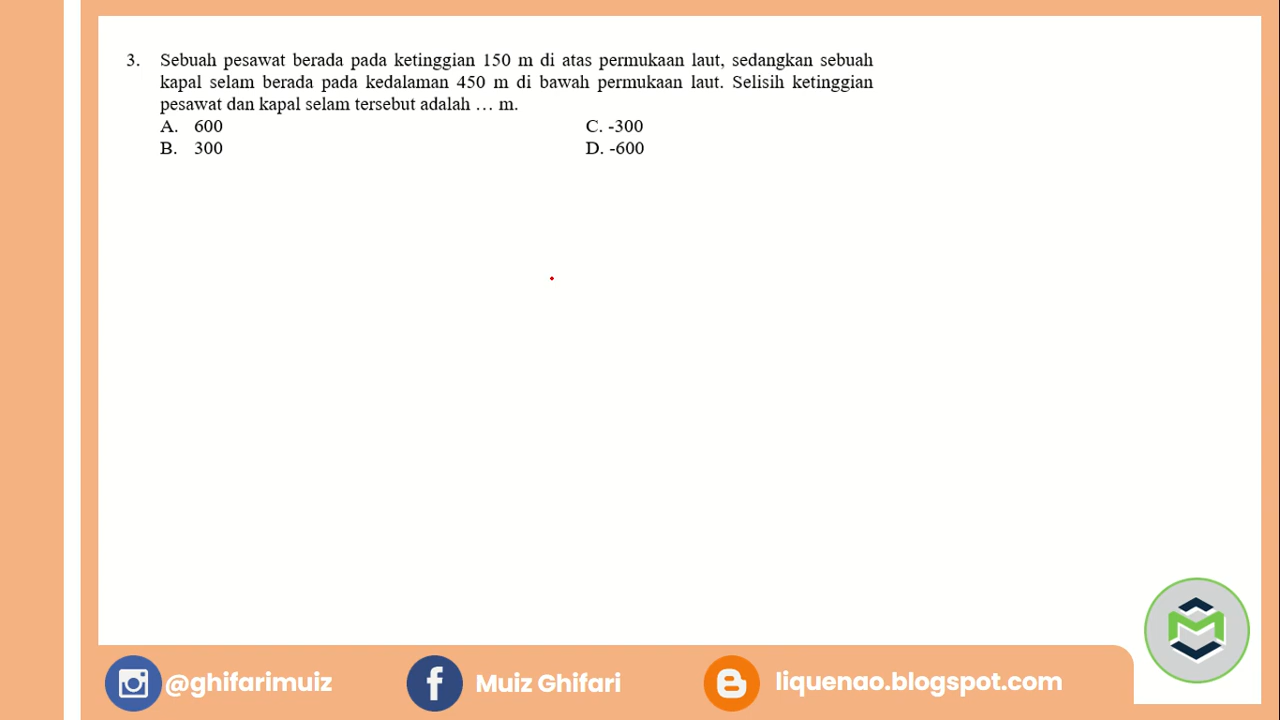 3. Sebuah pesawat berada pada ketinggian 150 m di atas permukaan laut, sedangkan sebuah
kapal selam berada pada kedalaman 450 m di bawah permukaan laut. Selisih ketinggian
pesawat dan kapal selam tersebut adalah … m.
A. 600 C. -300
B. 300 D. -600
@ghifarimuiz Muiz Ghifari liquenao.blogspot.com